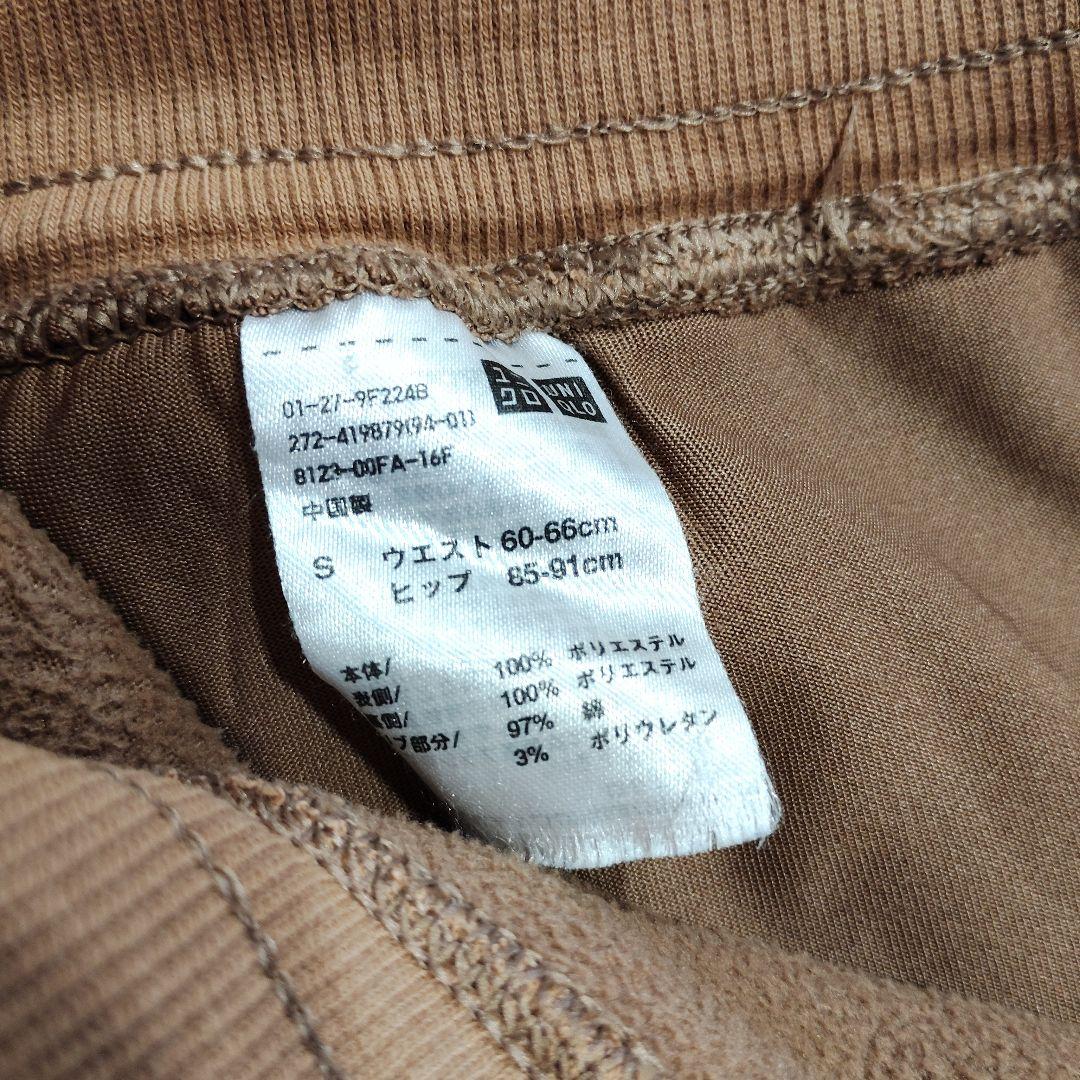 ユニ
クロ
UNI
QLO
01-27-9F224B
272-419879(94-01)
8123-00FA-16F
中国製
S
ウエスト 60-66cm
ヒップ 85-91cm
本体/ 100% ポリエステル
表側/ 100% ポリエステル
側/ 97% 綿
ブ部分/ 3% ポリウレタン